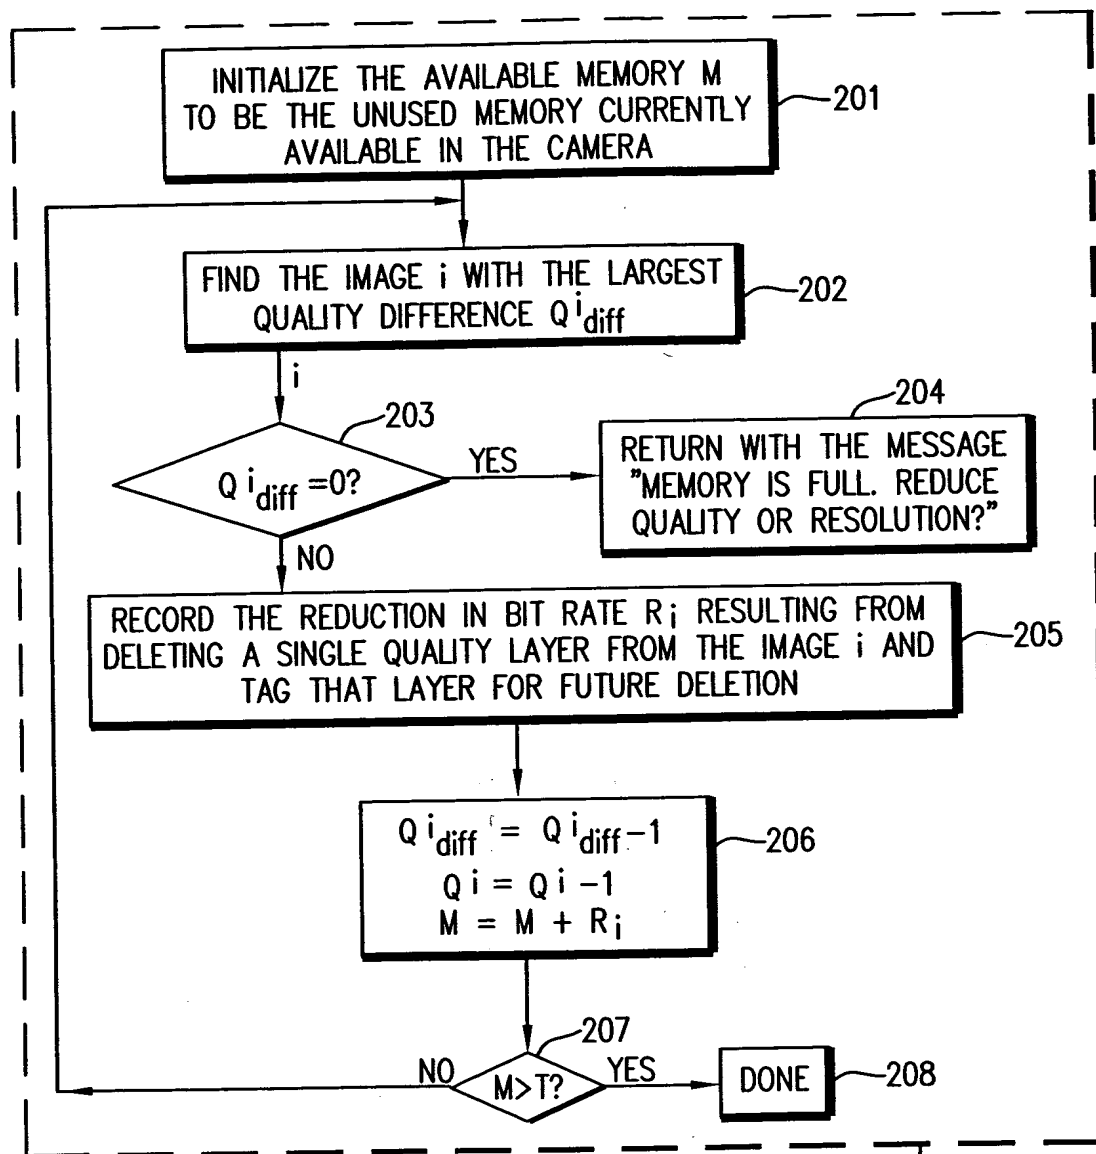 INITIALIZE THE AVAILABLE MEMORY M
TO BE THE UNUSED MEMORY CURRENTLY
AVAILABLE IN THE CAMERA
201
FIND THE IMAGE i WITH THE LARGEST
QUALITY DIFFERENCE Q i diff
202
i
203
Q i diff =0?
YES
204
RETURN WITH THE MESSAGE
"MEMORY IS FULL. REDUCE
QUALITY OR RESOLUTION?"
NO
RECORD THE REDUCTION IN BIT RATE R i RESULTING FROM
DELETING A SINGLE QUALITY LAYER FROM THE IMAGE i AND
TAG THAT LAYER FOR FUTURE DELETION
205
Q i diff = Q i diff -1
Q i = Q i -1
M = M + R i
206
207
NO
M>T?
YES
DONE
208